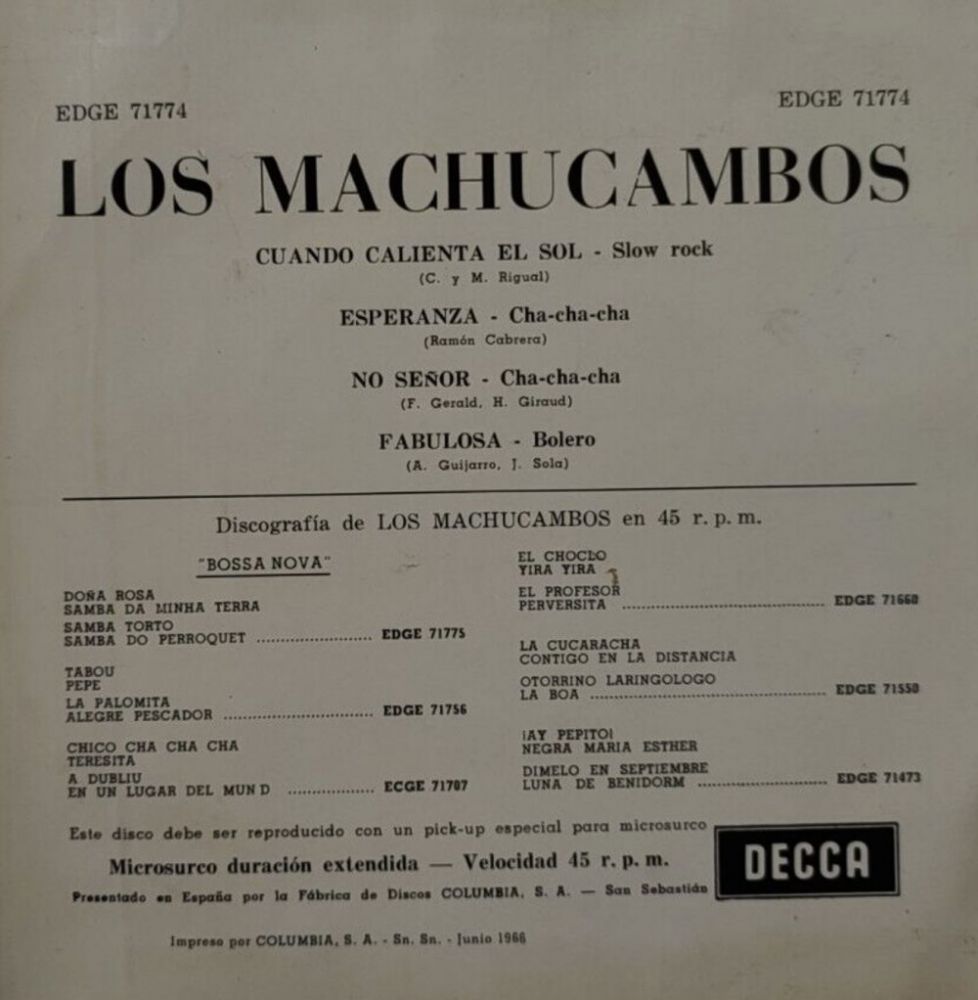 EDGE 71774
EDGE 71774
LOS MACHUCAMBOS
CUANDO CALIENTA EL SOL - Slow rock
(C. y M. Rigual)
ESPERANZA - Cha-cha-cha
(Ramón Cabrera)
NO SEÑOR - Cha-cha-cha
(F. Gerald, H. Giraud)
FABULOSA - Bolero
(A. Guijarro, J. Sola)
Discografía de LOS MACHUCAMBOS en 45 r. p. m.
"BOSSA NOVA"
DOÑA ROSA
SAMBA DA MINHA TERRA
SAMBA TORTO
SAMBA DO PERROQUET ........................ EDGE 71775
TABOU
PEPE
LA PALOMITA
ALEGRE PESCADOR ............................... EDGE 71756
CHICO CHA CHA CHA
TERESITA
A DUBLIU
EN UN LUGAR DEL MUN D .................. ECGE 71707
EL CHOCLO
YIRA YIRA
EL PROFESOR
PERVERSITA .......................................... EDGE 71660
LA CUCARACHA
CONTIGO EN LA DISTANCIA
OTORRINO LARINGOLOGO
LA BOA ................................................. EDGE 71550
¡AY PEPITO!
NEGRA MARIA ESTHER
DIMELO EN SEPTIEMBRE
LUNA DE BENIDORM ........................... EDGE 71473
Este disco debe ser reproducido con un pick-up especial para microsurco
Microsurco duración extendida — Velocidad 45 r. p. m.
Presentado en España por la Fábrica de Discos COLUMBIA, S. A. — San Sebastián
DECCA
Impreso por COLUMBIA, S. A. - Sn. Sn. - Junio 1966